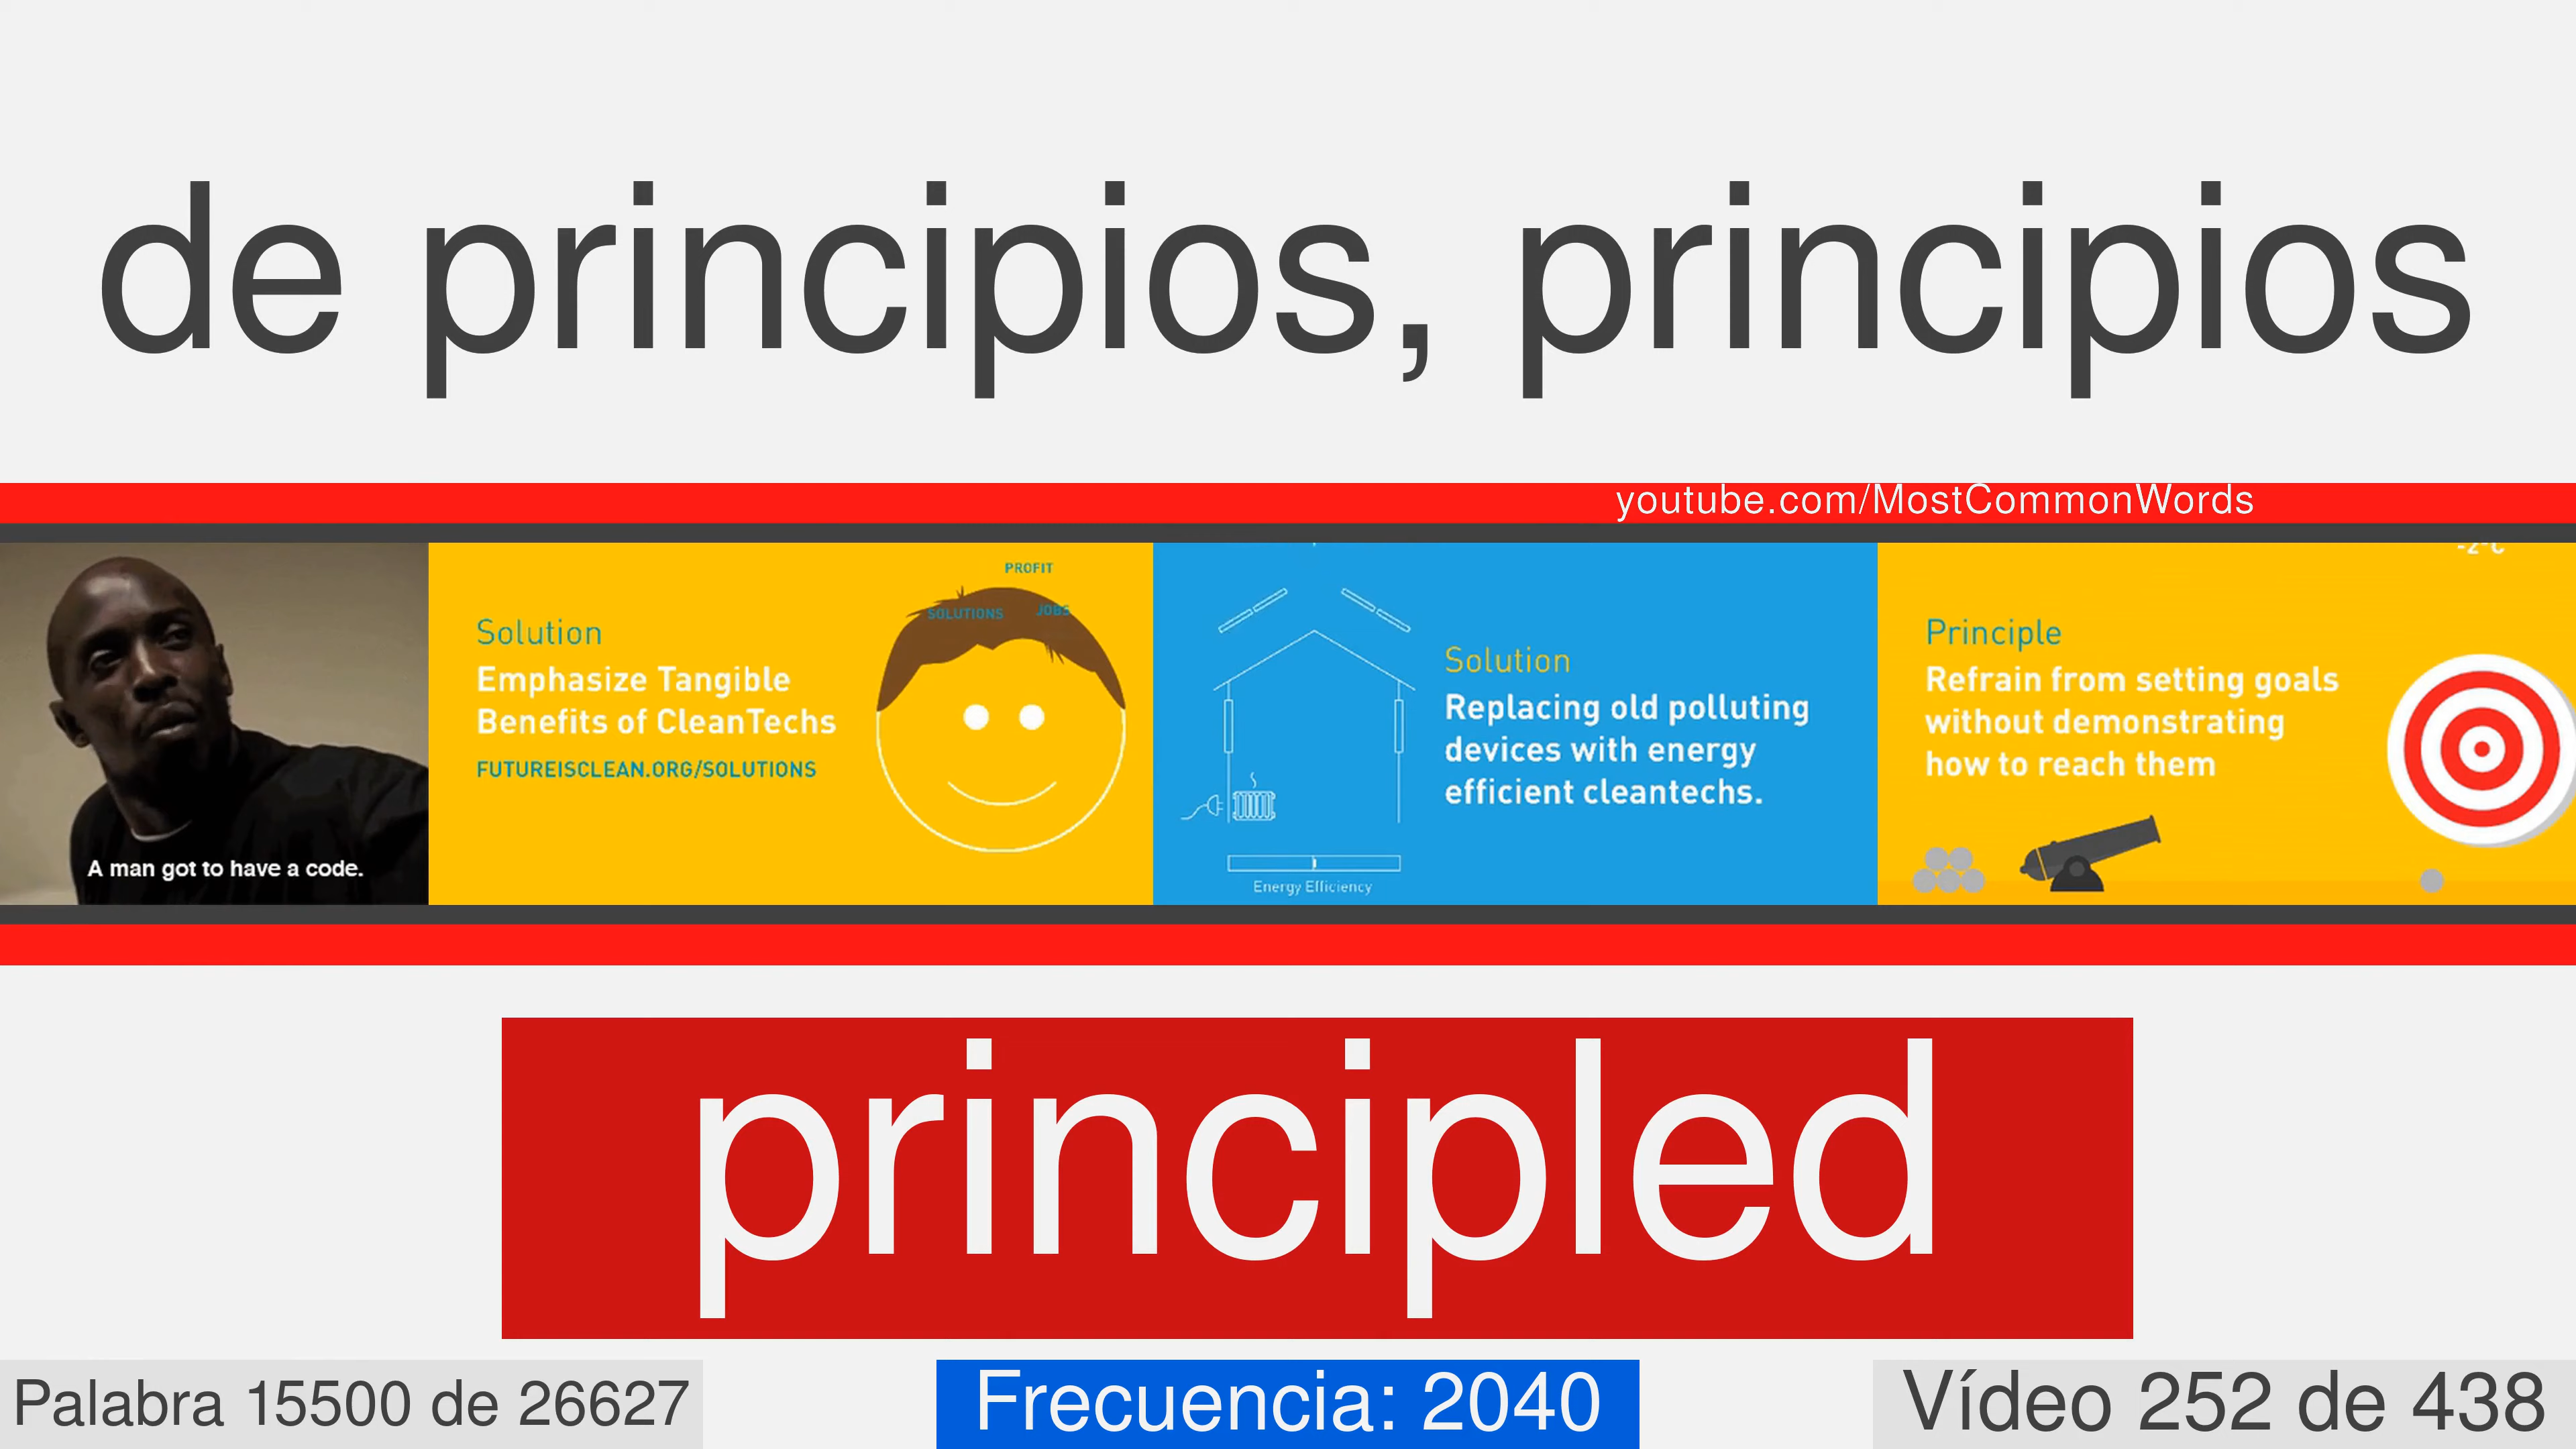 de principios, principios
youtube.com/MostCommonWords
A man got to have a code.
Solution
Emphasize Tangible
Benefits of CleanTechs
FUTUREISCLEAN.ORG/SOLUTIONS
PROFIT
SOLUTIONS
JOBS
Solution
Replacing old polluting
devices with energy
efficient cleantechs.
Energy Efficiency
Principle
Refrain from setting goals
without demonstrating
how to reach them
-2°C
principled
Palabra 15500 de 26627
Frecuencia: 2040
Vídeo 252 de 438